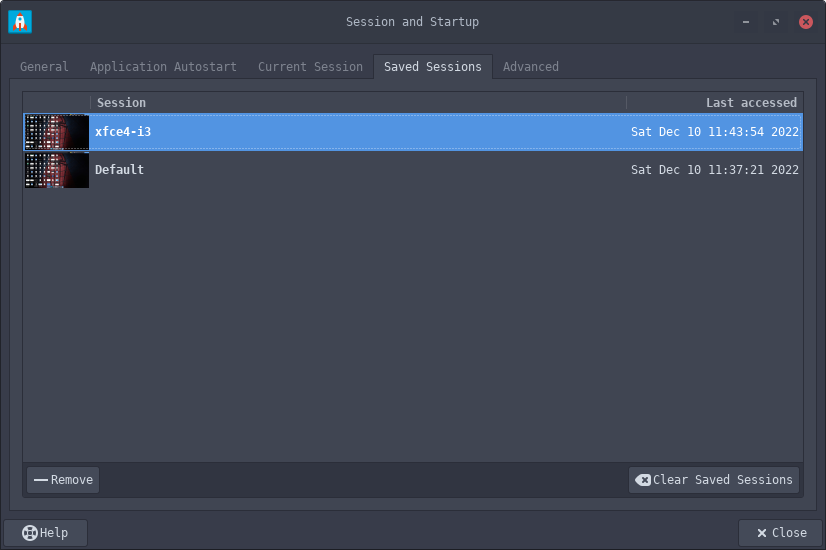 Session and Startup
General Application Autostart Current Session Saved Sessions Advanced
Session Last accessed
xfce4-i3 Sat Dec 10 11:43:54 2022
Default Sat Dec 10 11:37:21 2022
Remove Clear Saved Sessions
Help Close